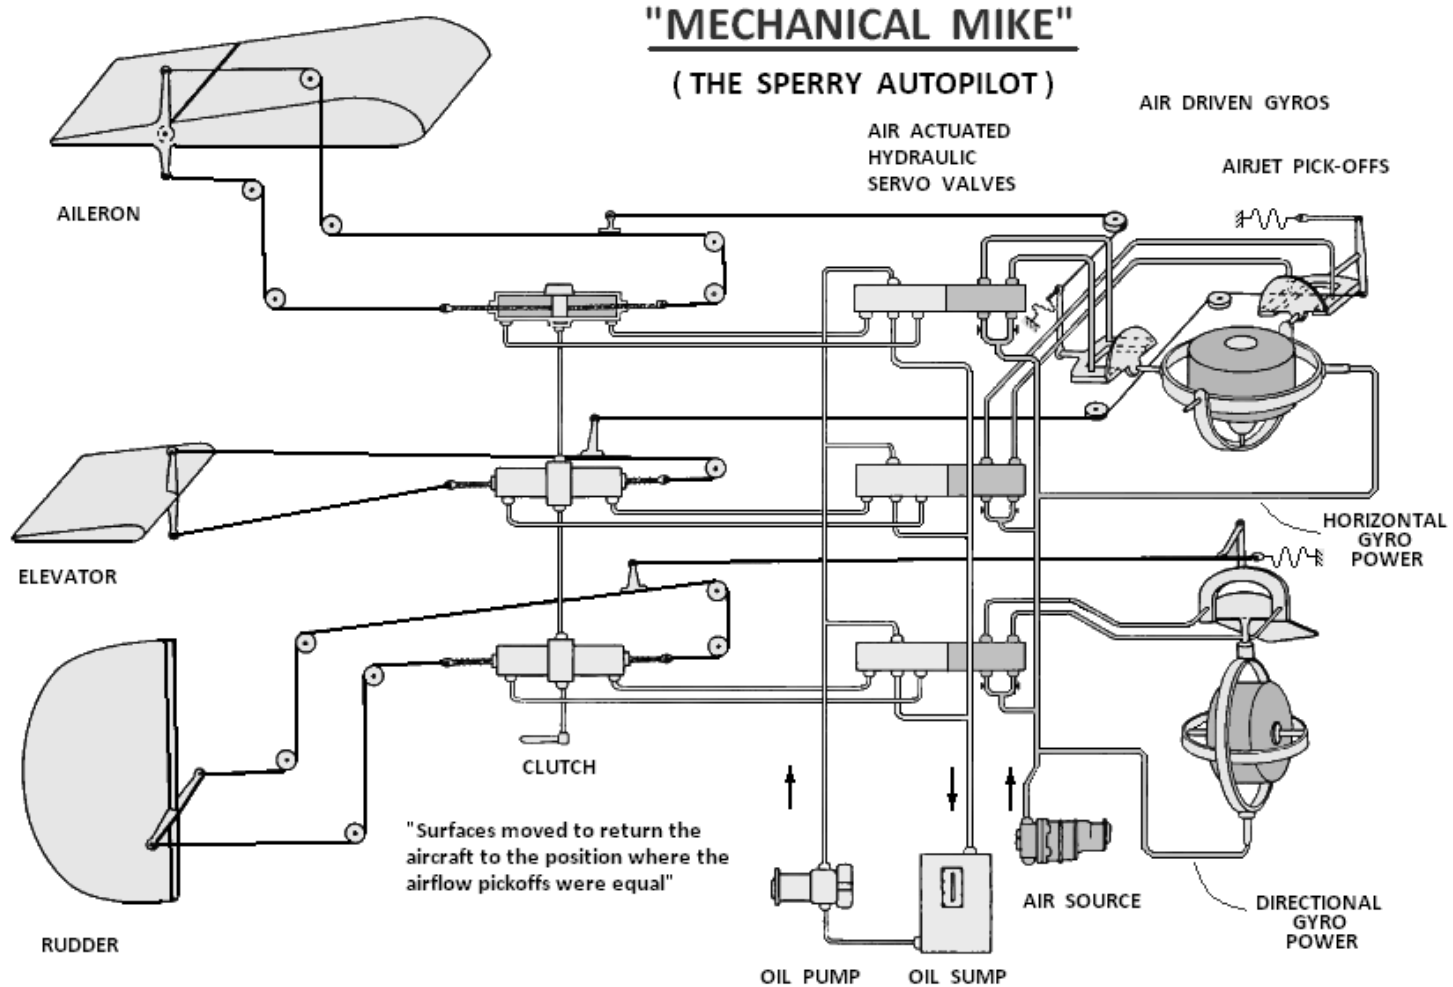 "MECHANICAL MIKE"
( THE SPERRY AUTOPILOT )
AIR DRIVEN GYROS
AIR ACTUATED
HYDRAULIC
SERVO VALVES
AIRJET PICK-OFFS
AILERON
HORIZONTAL
GYRO
POWER
ELEVATOR
CLUTCH
"Surfaces moved to return the
aircraft to the position where the
airflow pickoffs were equal"
AIR SOURCE
DIRECTIONAL
GYRO
POWER
RUDDER
OIL PUMP
OIL SUMP